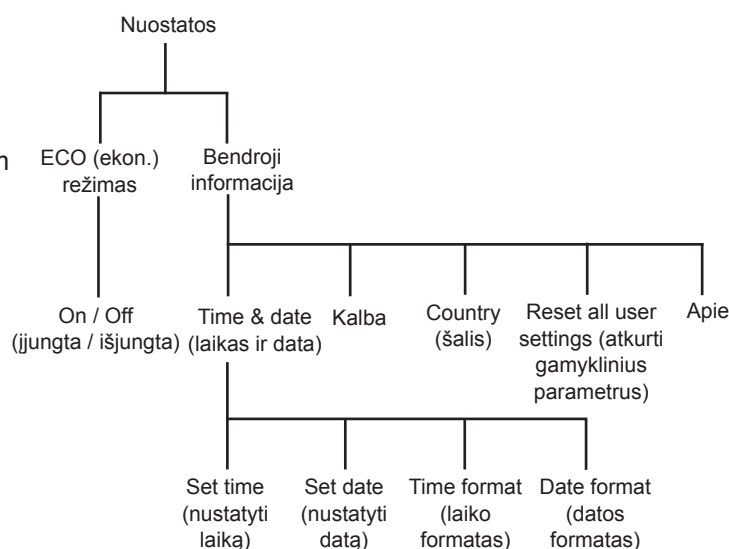 Nuostatos
n
ECO (ekon.)
režimas
Bendroji
informacija
On / Off
(įjungta / išjungta)
Time & date
(laikas ir data)
Kalba
Country
(šalis)
Reset all user
settings (atkurti
gamyklinius
parametrus)
Apie
Set time
(nustatyti
laiką)
Set date
(nustatyti
datą)
Time format
(laiko
formatas)
Date format
(datos
formatas)